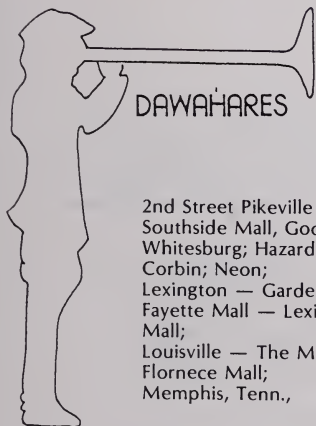 DAWAHARES
2nd Street Pikeville
Southside Mall, Goo
Whitesburg; Hazard
Corbin; Neon;
Lexington — Garde
Fayette Mall — Lexi
Mall;
Louisville — The M
Flornece Mall;
Memphis, Tenn.,